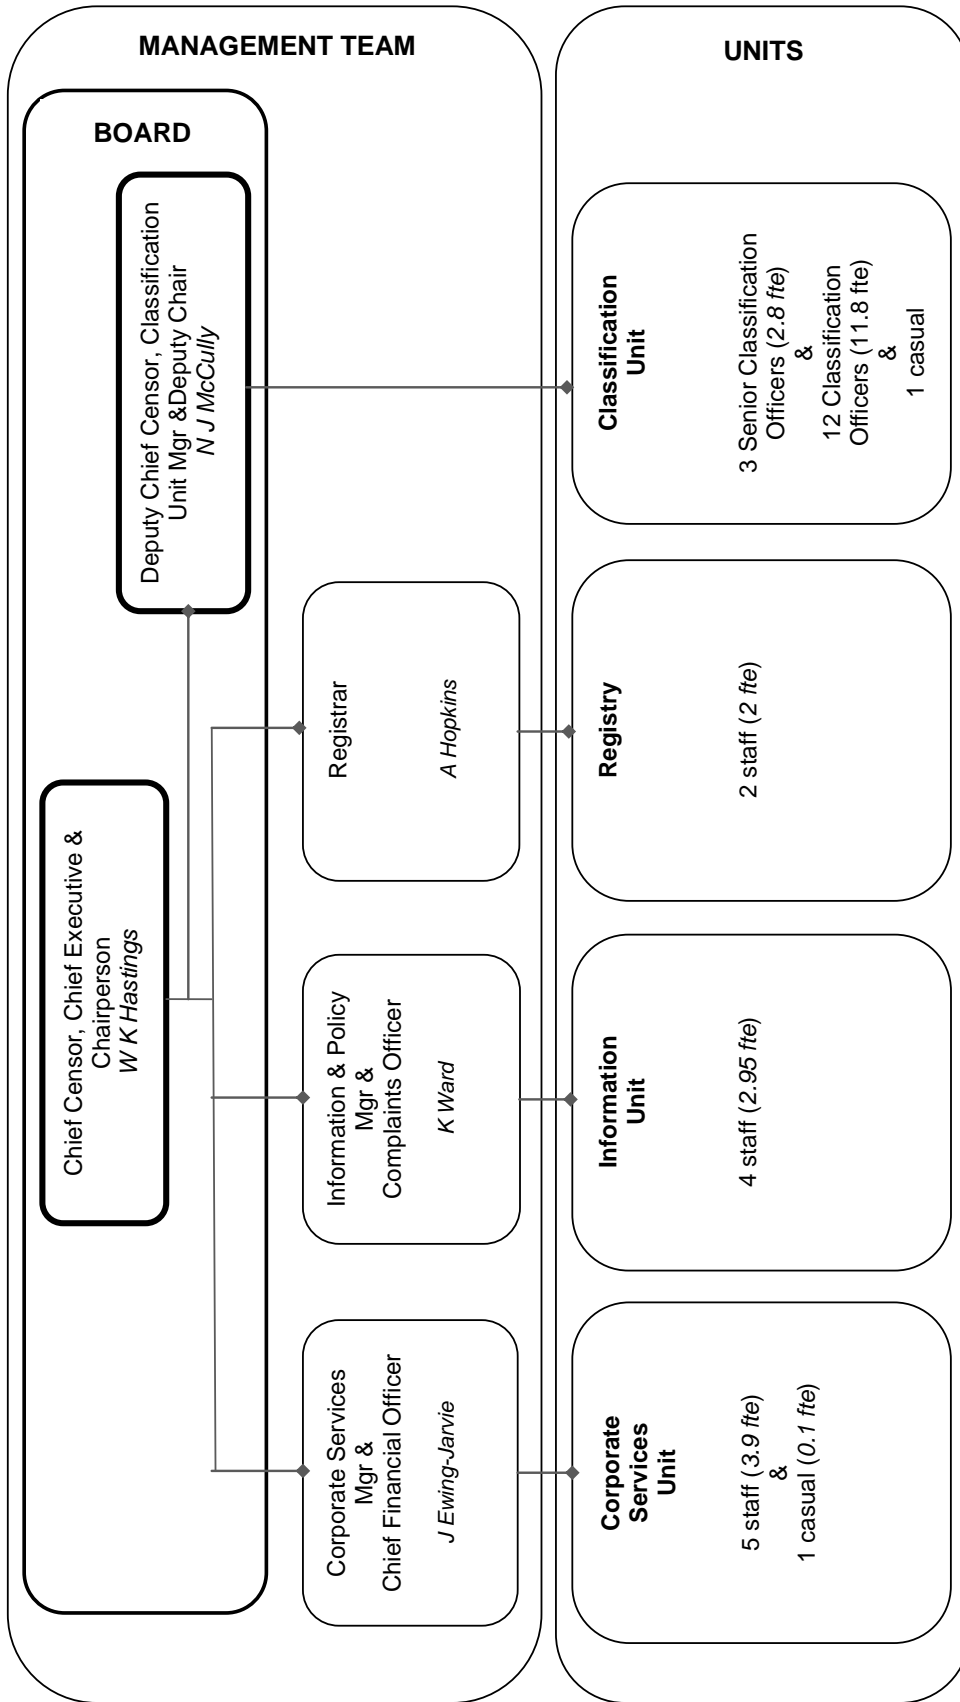 MANAGEMENT TEAM
BOARD
Chief Censor, Chief Executive &
Chairperson
W K Hastings
Deputy Chief Censor, Classification
Unit Mgr &Deputy Chair
N J McCully
Corporate Services
Mgr &
Chief Financial Officer
J Ewing-Jarvie
Information & Policy
Mgr &
Complaints Officer
K Ward
Registrar
A Hopkins
UNITS
Corporate
Services
Unit
5 staff (3.9 fte)
&
1 casual (0.1 fte)
Information
Unit
4 staff (2.95 fte)
Registry
2 staff (2 fte)
Classification
Unit
3 Senior Classification
Officers (2.8 fte)
&
12 Classification
Officers (11.8 fte)
&
1 casual